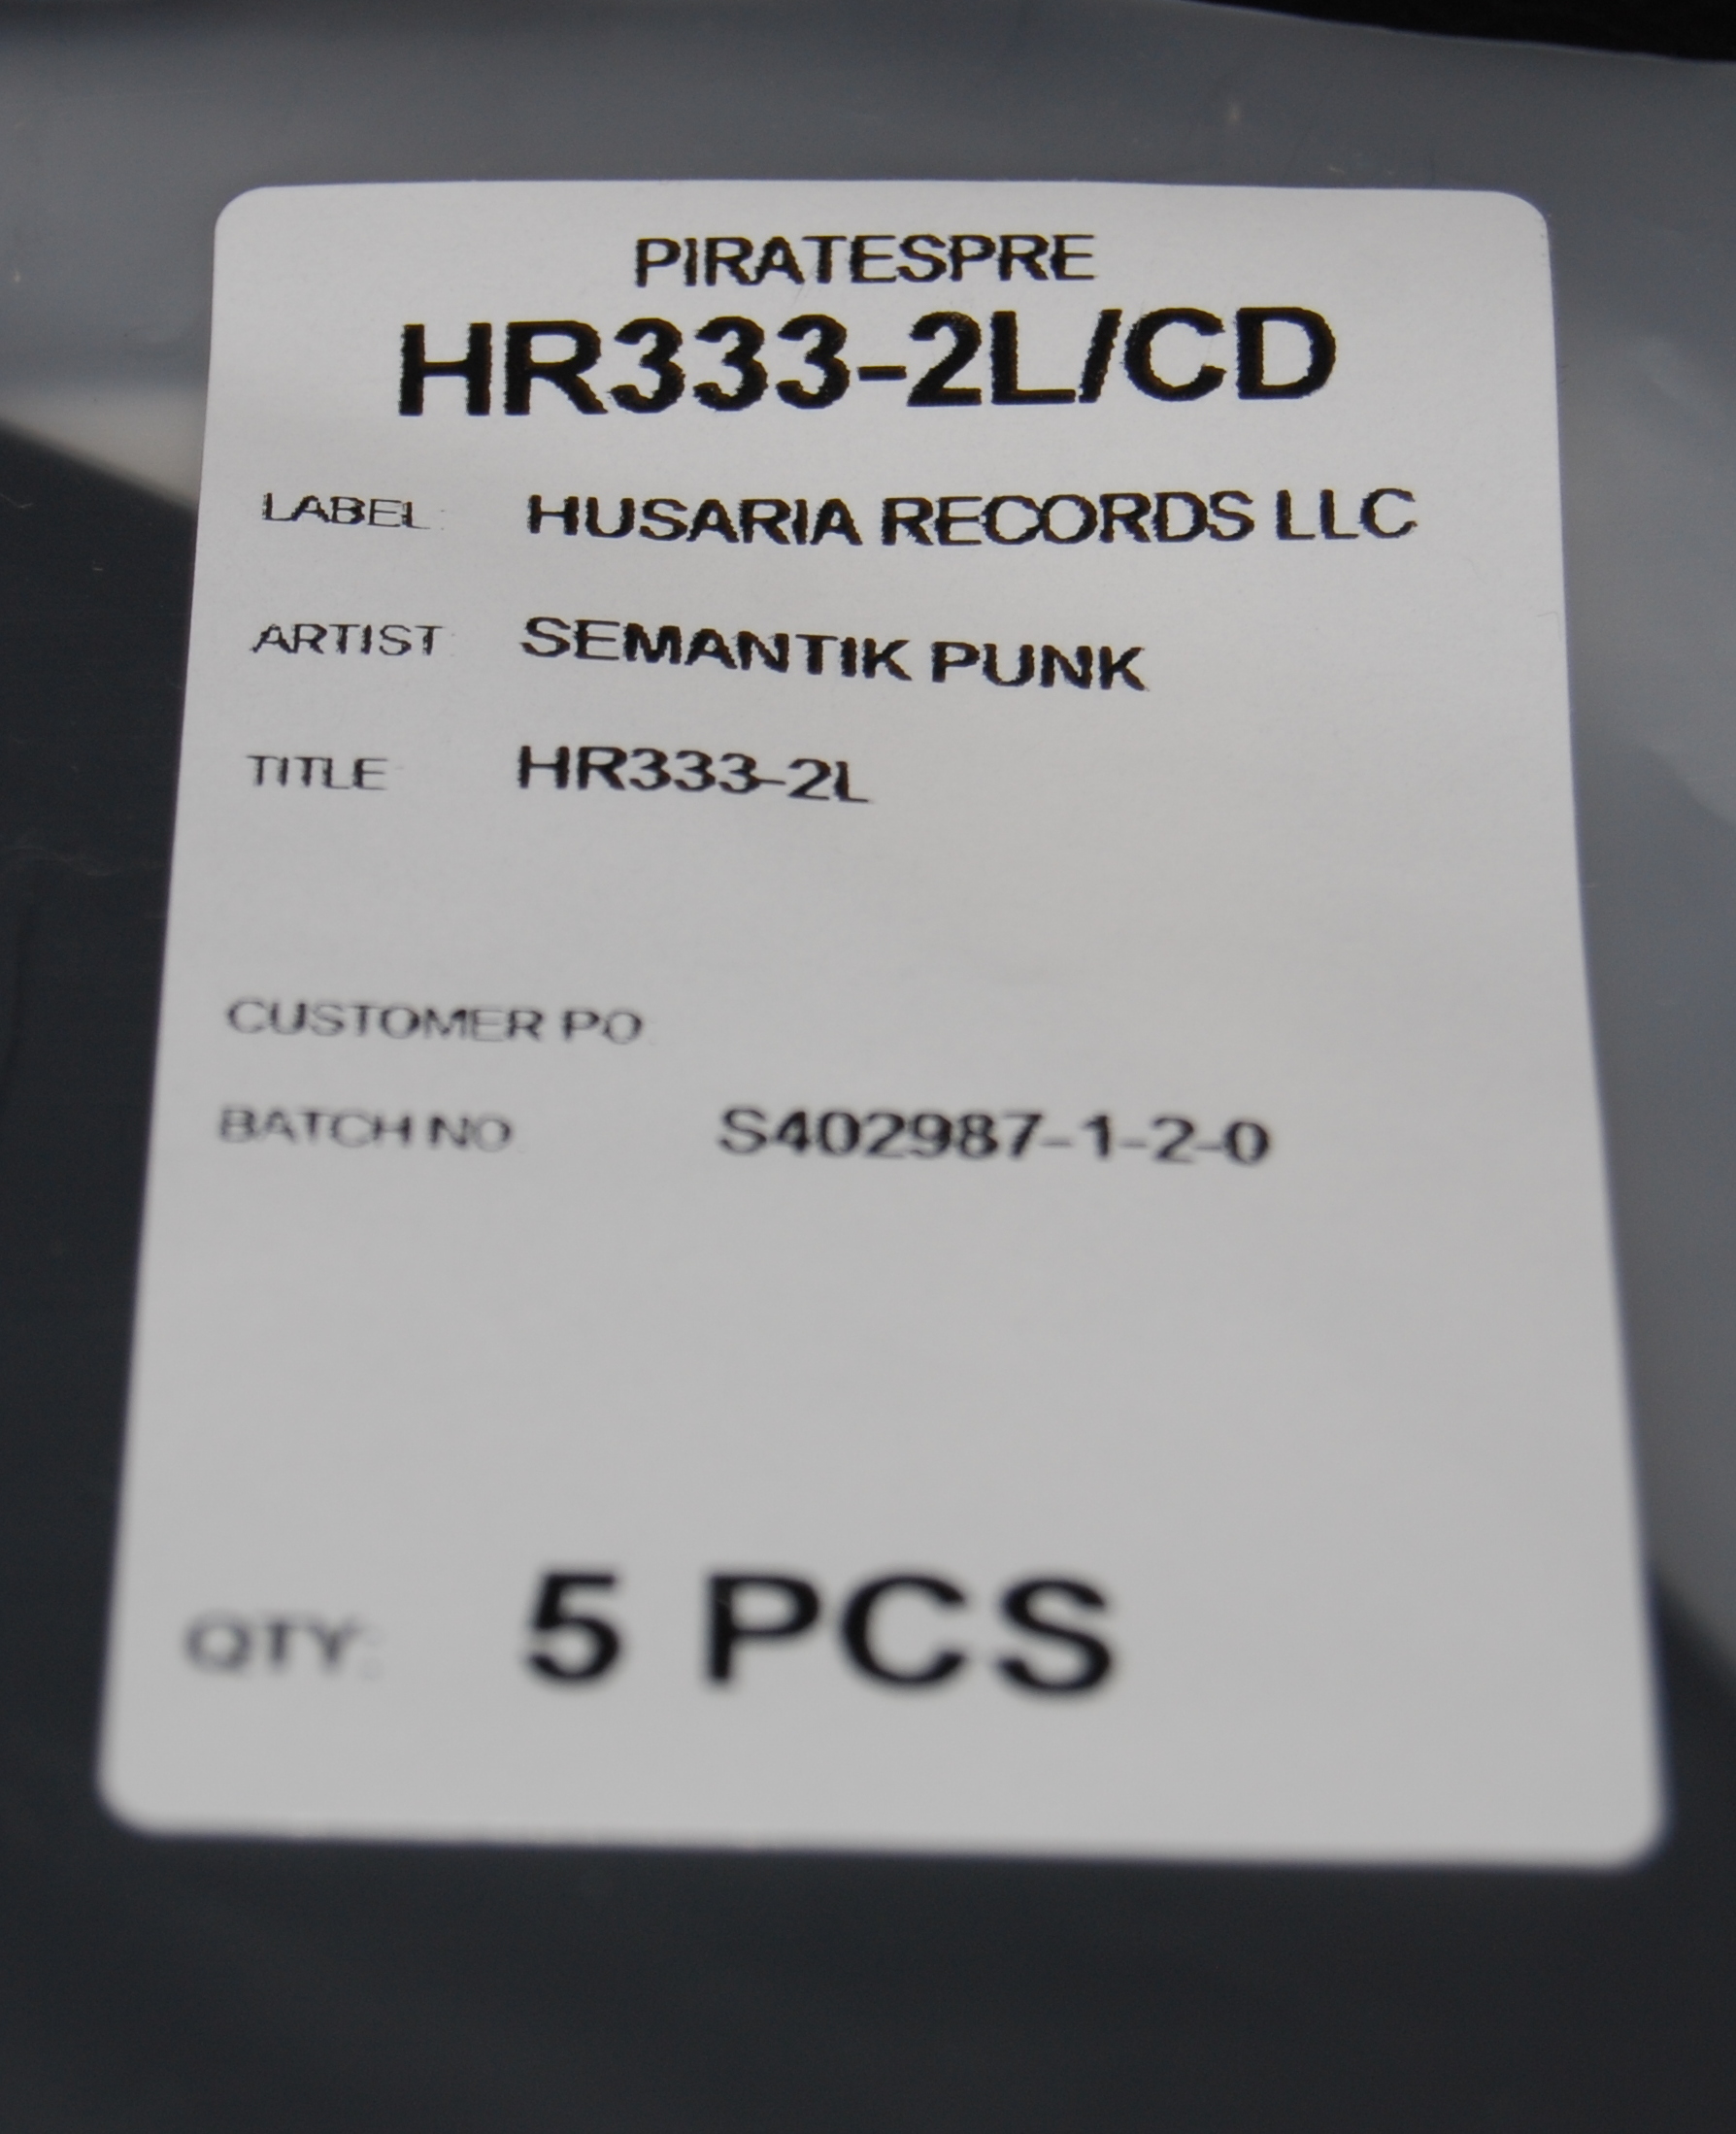 PIRATESPRE
HR333-2L/CD
LABEL: HUSARIA RECORDS LLC
ARTIST: SEMANTIK PUNK
TITLE HR333-2L
CUSTOMER PO
BATCH NO S402987-1-2-0
QTY: 5 PCS